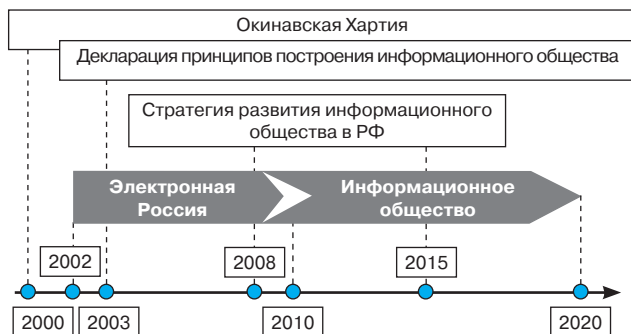 Окинавская Хартия
Декларация принципов построения информационного общества
Стратегия развития информационного
общества в РФ
Электронная
Россия
Информационное
общество
2002
2008
2015
2000
2003
2010
2020